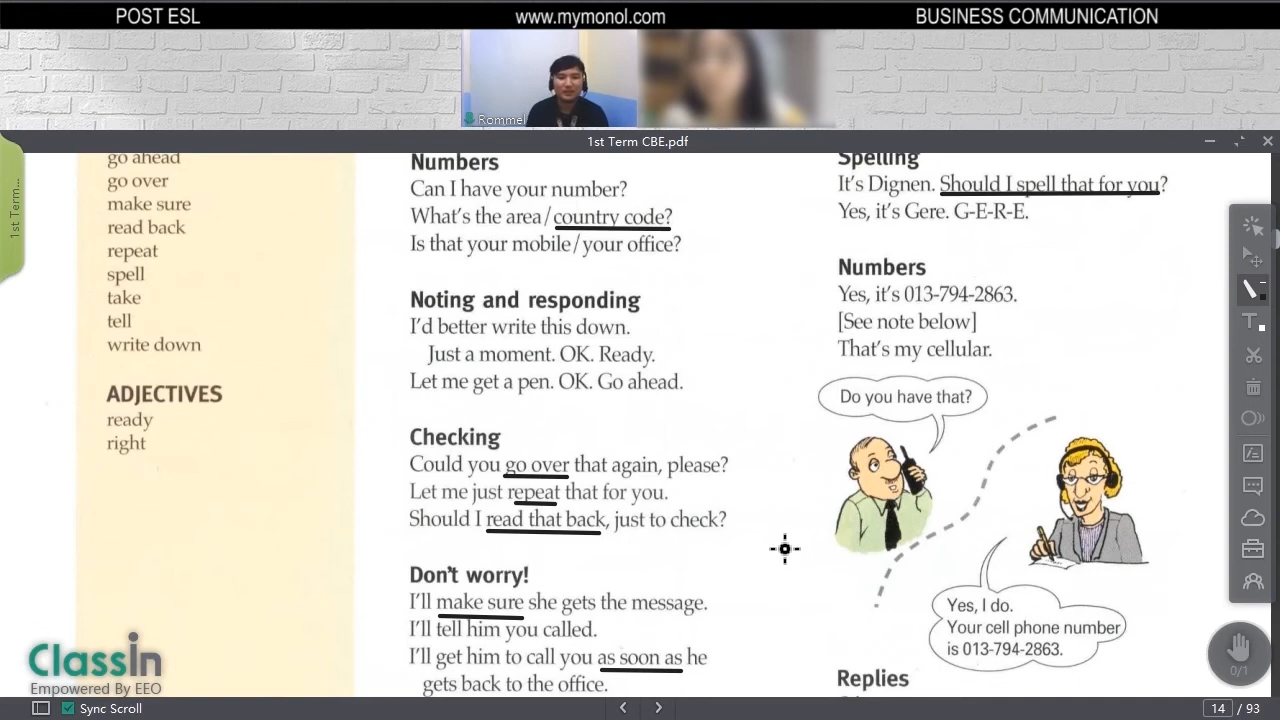 POST ESL
www.mymonol.com
BUSINESS COMMUNICATION
Rommel
1st Term CBE.pdf
1st Term...
go ahead
go over
make sure
read back
repeat
spell
take
tell
write down
ADJECTIVES
ready
right
Numbers
Can I have your number?
What's the area/country code?
Is that your mobile/your office?
Noting and responding
I'd better write this down.
Just a moment. OK. Ready.
Let me get a pen. OK. Go ahead.
Checking
Could you go over that again, please?
Let me just repeat that for you.
Should I read that back, just to check?
Don't worry!
I'll make sure she gets the message.
I'll tell him you called.
I'll get him to call you as soon as he
gets back to the office.
Spelling
It's Dignen. Should I spell that for you?
Yes, it's Gere. G-E-R-E.
Numbers
Yes, it's 013-794-2863.
[See note below]
That's my cellular.
Do you have that?
Yes, I do.
Your cell phone number
is 013-794-2863.
Replies
ClassIn
Empowered By EEO
Sync Scroll
14 / 93
0/1